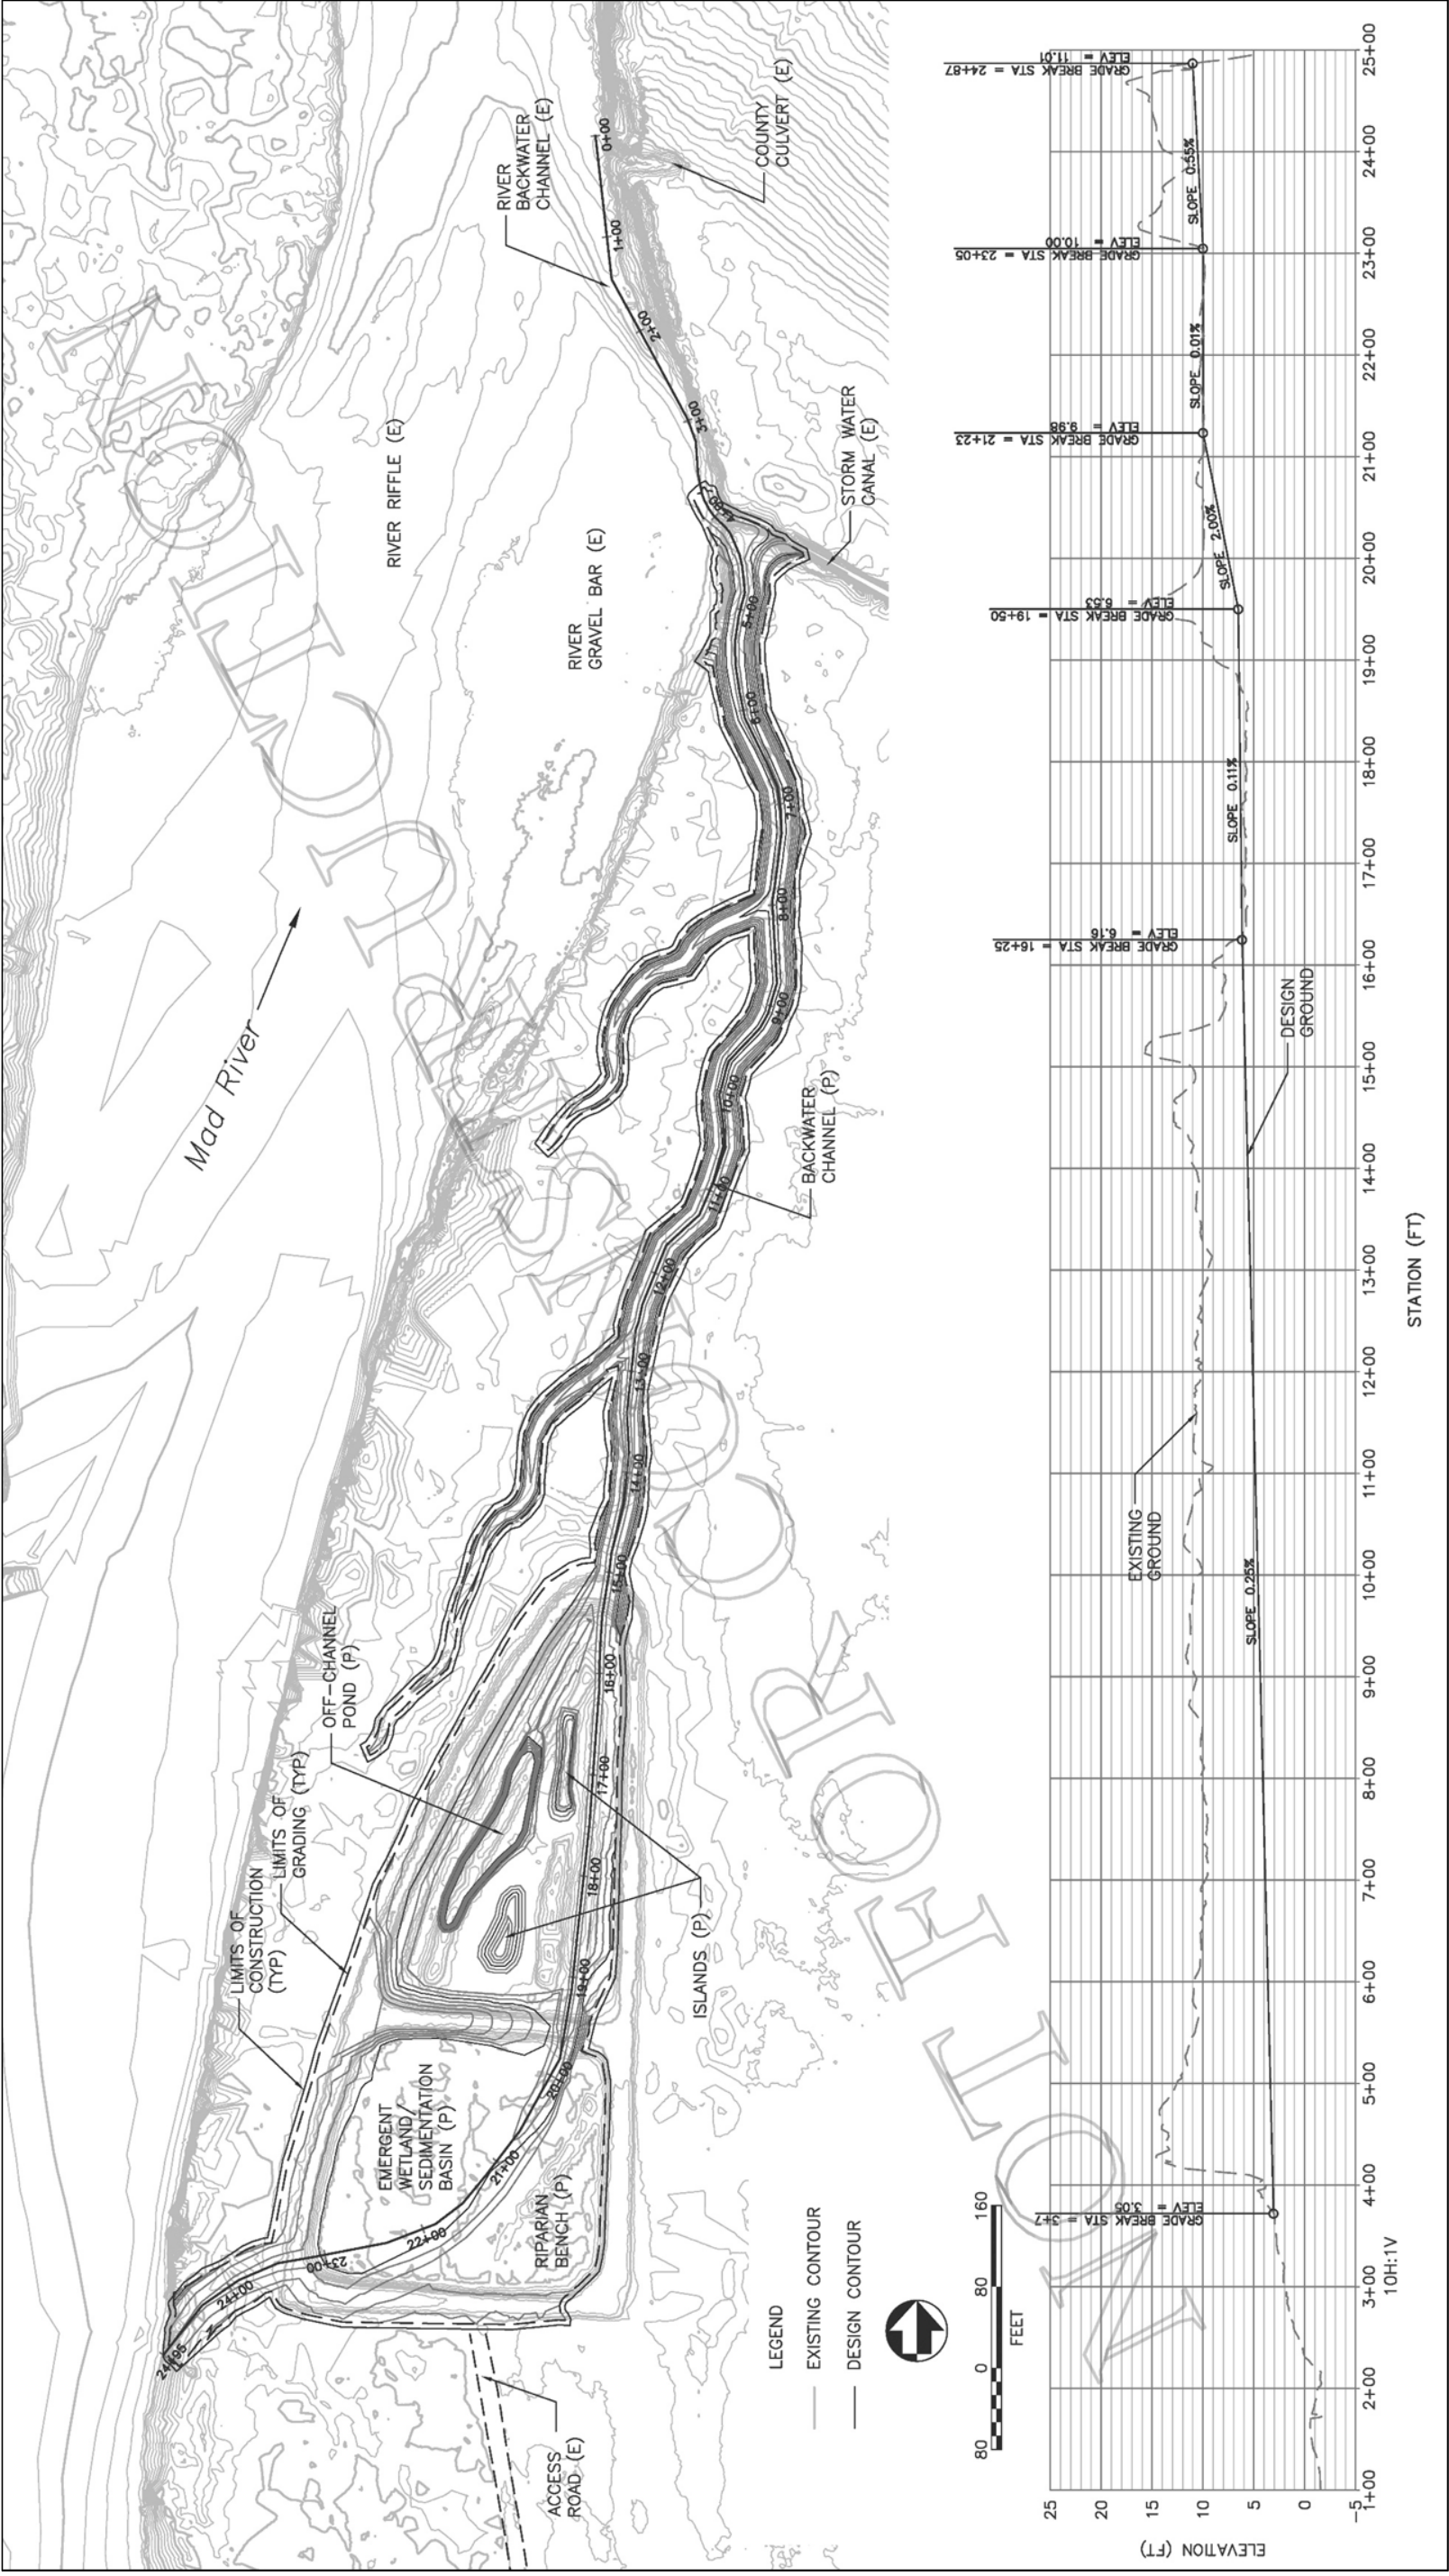 Mad River
RIVER RIFFLE (E)
RIVER
GRAVEL BAR (E)
RIVER
BACKWATER
CHANNEL (E)
COUNTY
CULVERT (E)
STORM WATER
CANAL (E)
BACKWATER
CHANNEL (P)
OFF-CHANNEL
POND (P)
LIMITS OF
GRADING (TYP)
LIMITS OF
CONSTRUCTION
(TYP)
ISLANDS (P)
EMERGENT
WETLAND/
SEDIMENTATION
BASIN (P)
RIPARIAN
BENCH (P)
ACCESS
ROAD (E)
0+00
1+00
2+00
3+00
5+00
6+00
7+00
8+00
9+00
10+00
11+00
12+00
13+00
14+00
15+00
16+00
17+00
18+00
19+00
20+00
21+00
22+00
23+00
24+00
24+95
NOT FOR CONSTRUCTION
LEGEND
EXISTING CONTOUR
DESIGN CONTOUR
80 0 80 160
FEET
GRADE BREAK STA = 3+7
ELEV = 3.05
GRADE BREAK STA = 16+25
ELEV = 6.16
GRADE BREAK STA = 19+50
ELEV = 6.53
GRADE BREAK STA = 21+23
ELEV = 9.98
GRADE BREAK STA = 23+05
ELEV = 10.00
GRADE BREAK STA = 24+87
ELEV = 11.01
EXISTING
GROUND
DESIGN
GROUND
SLOPE 0.25%
SLOPE 0.11%
SLOPE 2.00%
SLOPE 0.01%
SLOPE 0.55%
ELEVATION (FT)
25
20
15
10
5
0
-5
1+00 2+00 3+00 4+00 5+00 6+00 7+00 8+00 9+00 10+00 11+00 12+00 13+00 14+00 15+00 16+00 17+00 18+00 19+00 20+00 21+00 22+00 23+00 24+00 25+00
10H:1V
STATION (FT)